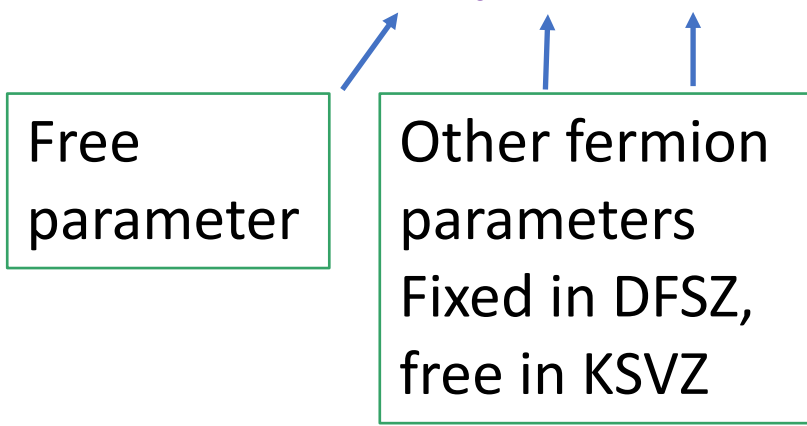 Free
parameter
Other fermion
parameters
Fixed in DFSZ,
free in KSVZ